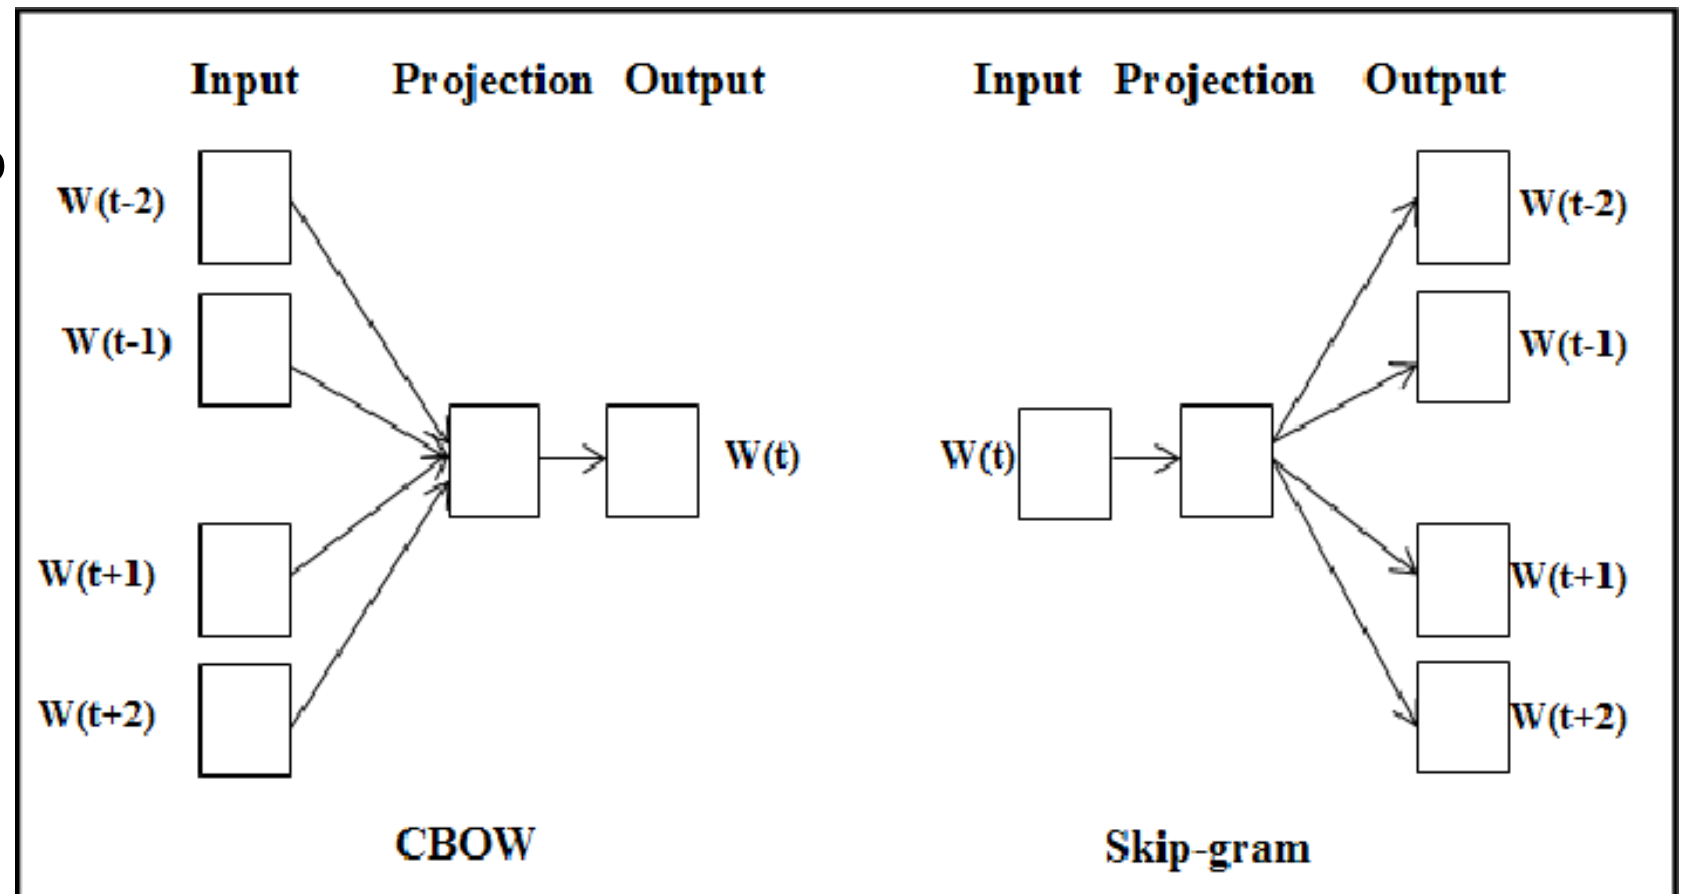 Input Projection Output
W(t-2)
W(t-1)
W(t)
W(t+1)
W(t+2)
CBOW
Input Projection Output
W(t-2)
W(t-1)
W(t)
W(t+1)
W(t+2)
Skip-gram